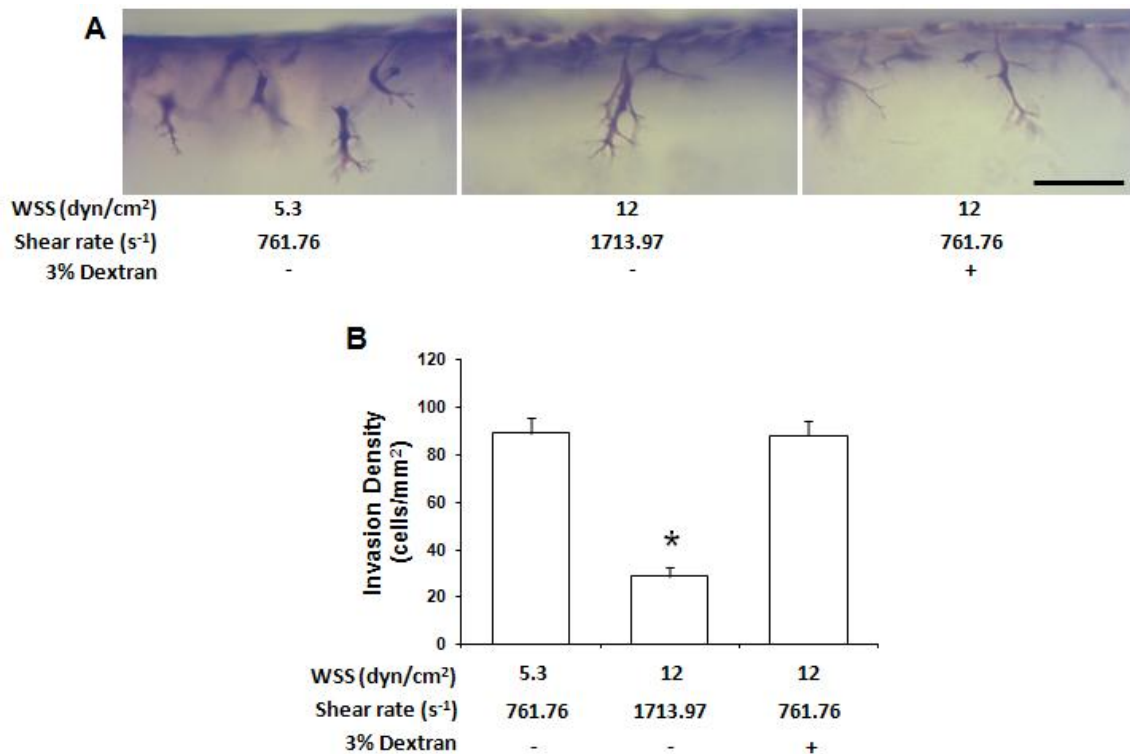 A
WSS (dyn/cm²) 5.3 12 12
Shear rate (s⁻¹) 761.76 1713.97 761.76
3% Dextran - - +
B
120
100
80
60
40
20
0
Invasion Density
(cells/mm²)
*
WSS (dyn/cm²) 5.3 12 12
Shear rate (s⁻¹) 761.76 1713.97 761.76
3% Dextran - - +